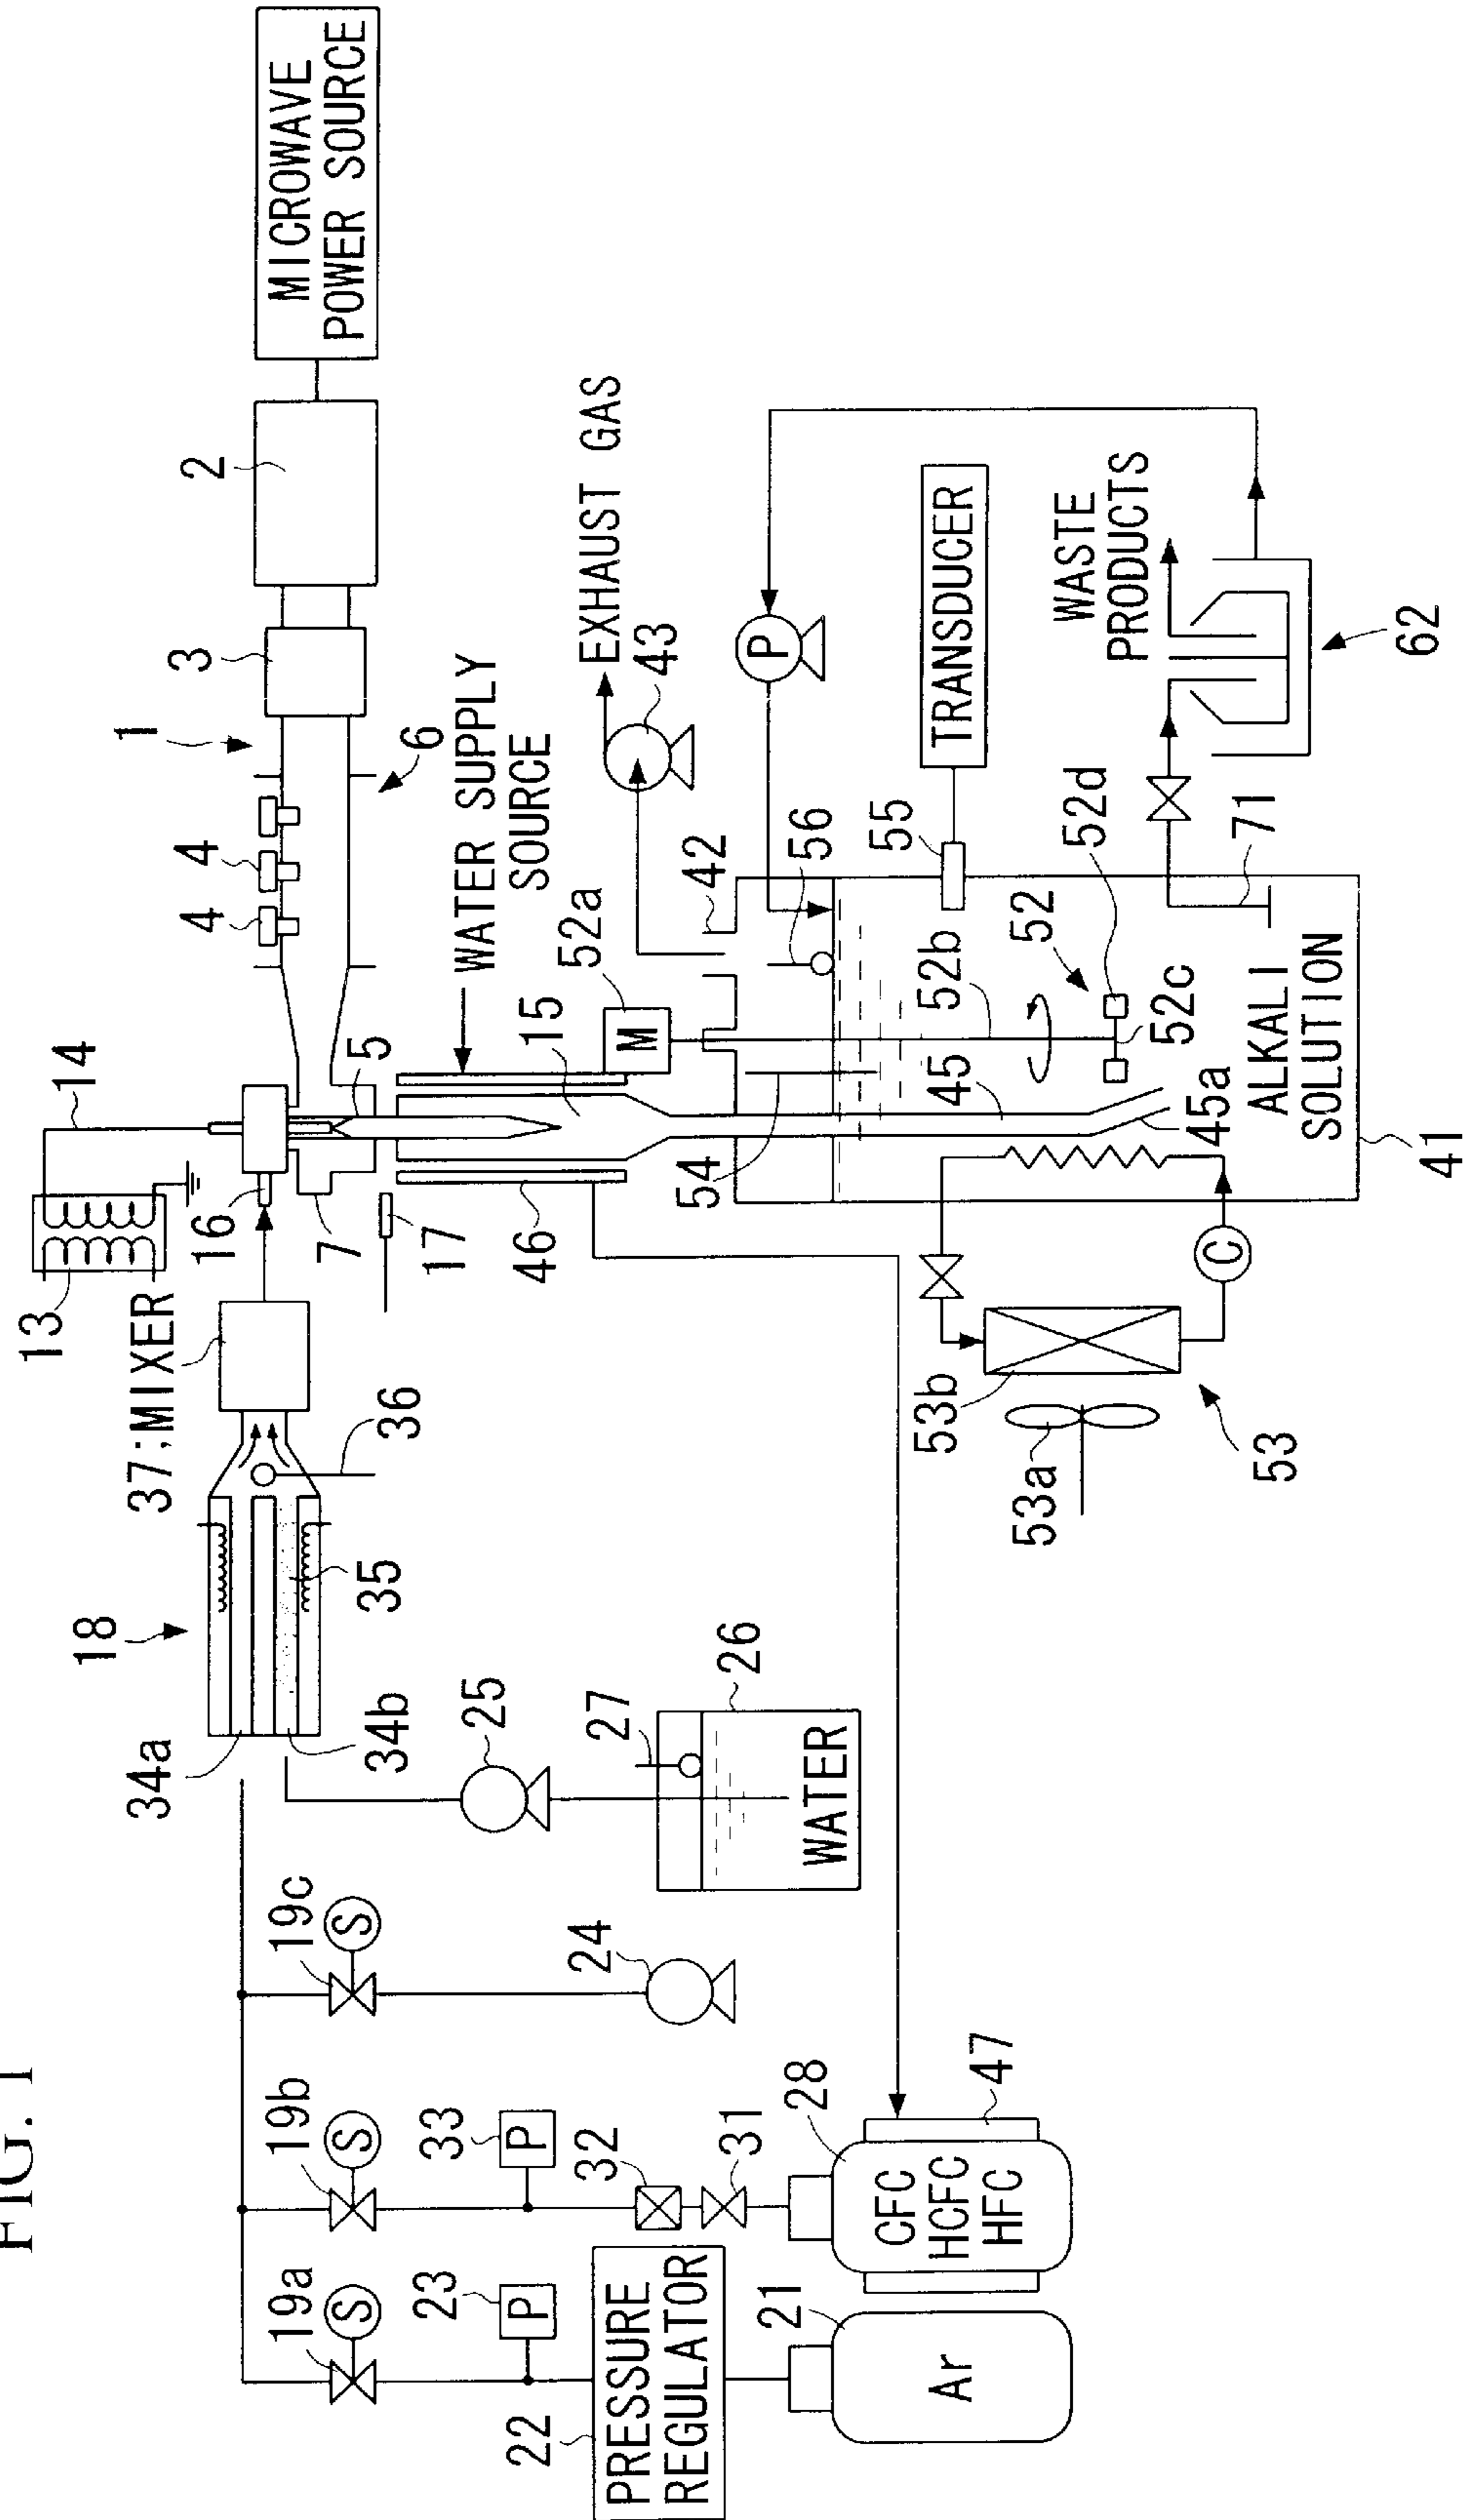 FIG. 1
13
14
37;MIXER
16
7
5
17
46
15
18
34a
34b
35
36
1
4
4
3
2
6
MICROWAVE
POWER SOURCE
WATER SUPPLY
SOURCE
EXHAUST GAS
43
52a
M
42
56
P
55
TRANSDUCER
52b
52
52d
52c
54
45
45a
ALKALI
SOLUTION
41
71
WASTE
PRODUCTS
62
C
53b
53a
53
19a
S
19b
S
19c
S
23
P
33
P
22
PRESSURE
REGULATOR
32
31
24
25
27
26
WATER
21
Ar
28
CFC
HCFC
HFC
47